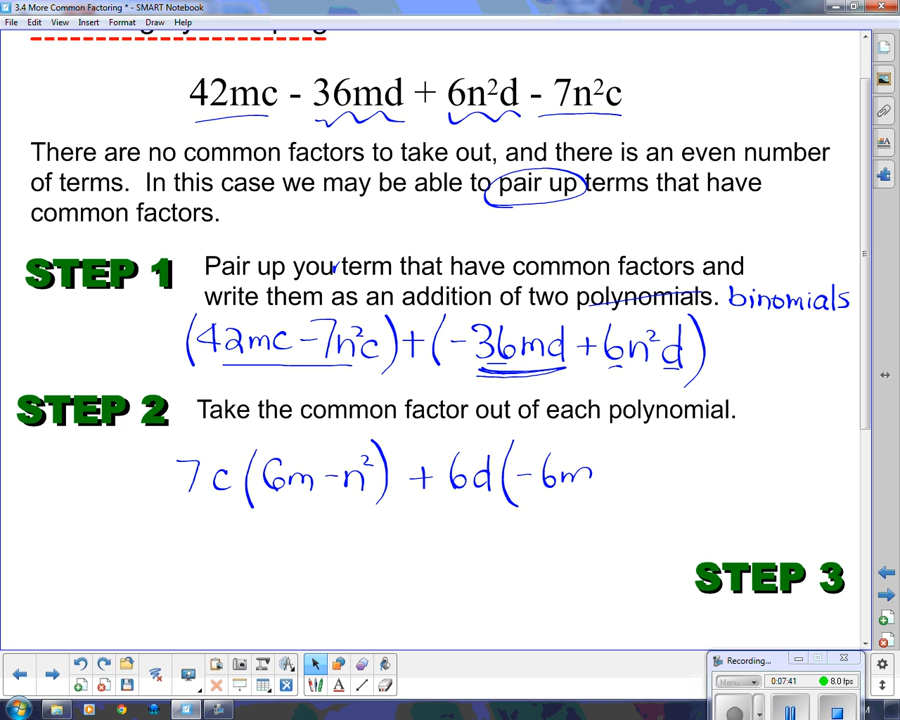 3.4 More Common Factoring * - SMART Notebook
File Edit View Insert Format Draw Help
42mc - 36md + 6n²d - 7n²c
There are no common factors to take out, and there is an even number
of terms. In this case we may be able to pair up terms that have
common factors.
STEP 1 Pair up your term that have common factors and
write them as an addition of two polynomials. binomials
(42mc - 7n²c) + (-36md + 6n²d)
STEP 2 Take the common factor out of each polynomial.
7c(6m - n²) + 6d(-6m
STEP 3
Recording...
Menu 0:07:41 8.0 fps